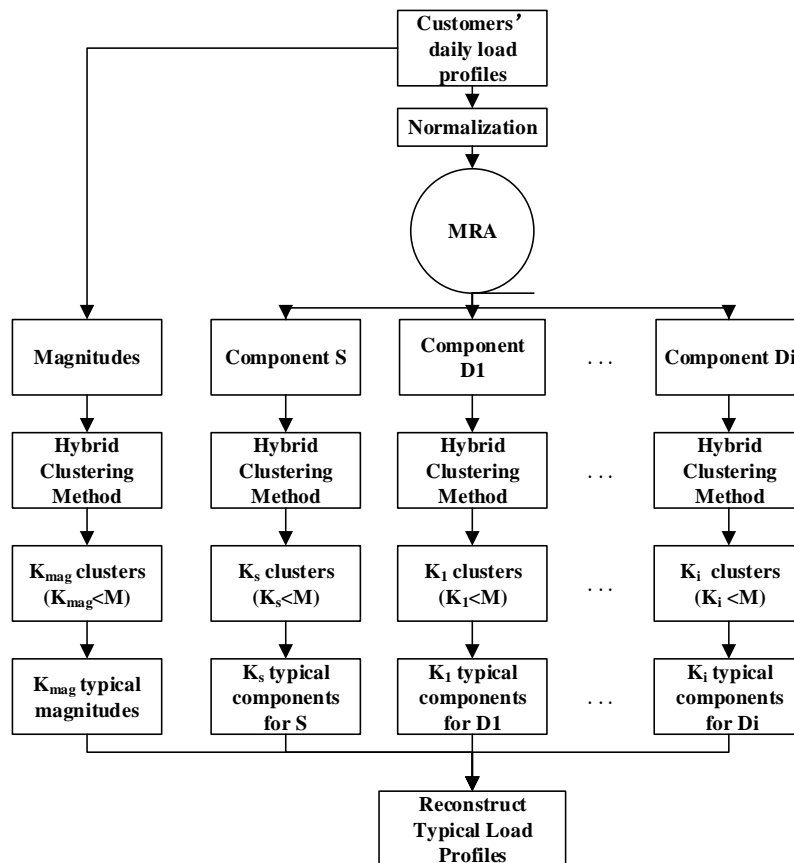 Customers’
daily load
profiles
Normalization
MRA
Magnitudes
Component S
Component
D1
. . .
Component Di
Hybrid
Clustering
Method
Hybrid
Clustering
Method
Hybrid
Clustering
Method
. . .
Hybrid
Clustering
Method
Kmag clusters
(Kmag<M)
Ks clusters
(Ks<M)
K1 clusters
(K1<M)
. . .
Ki clusters
(Ki <M)
Kmag typical
magnitudes
Ks typical
components
for S
K1 typical
components
for D1
. . .
Ki typical
components
for Di
Reconstruct
Typical Load
Profiles